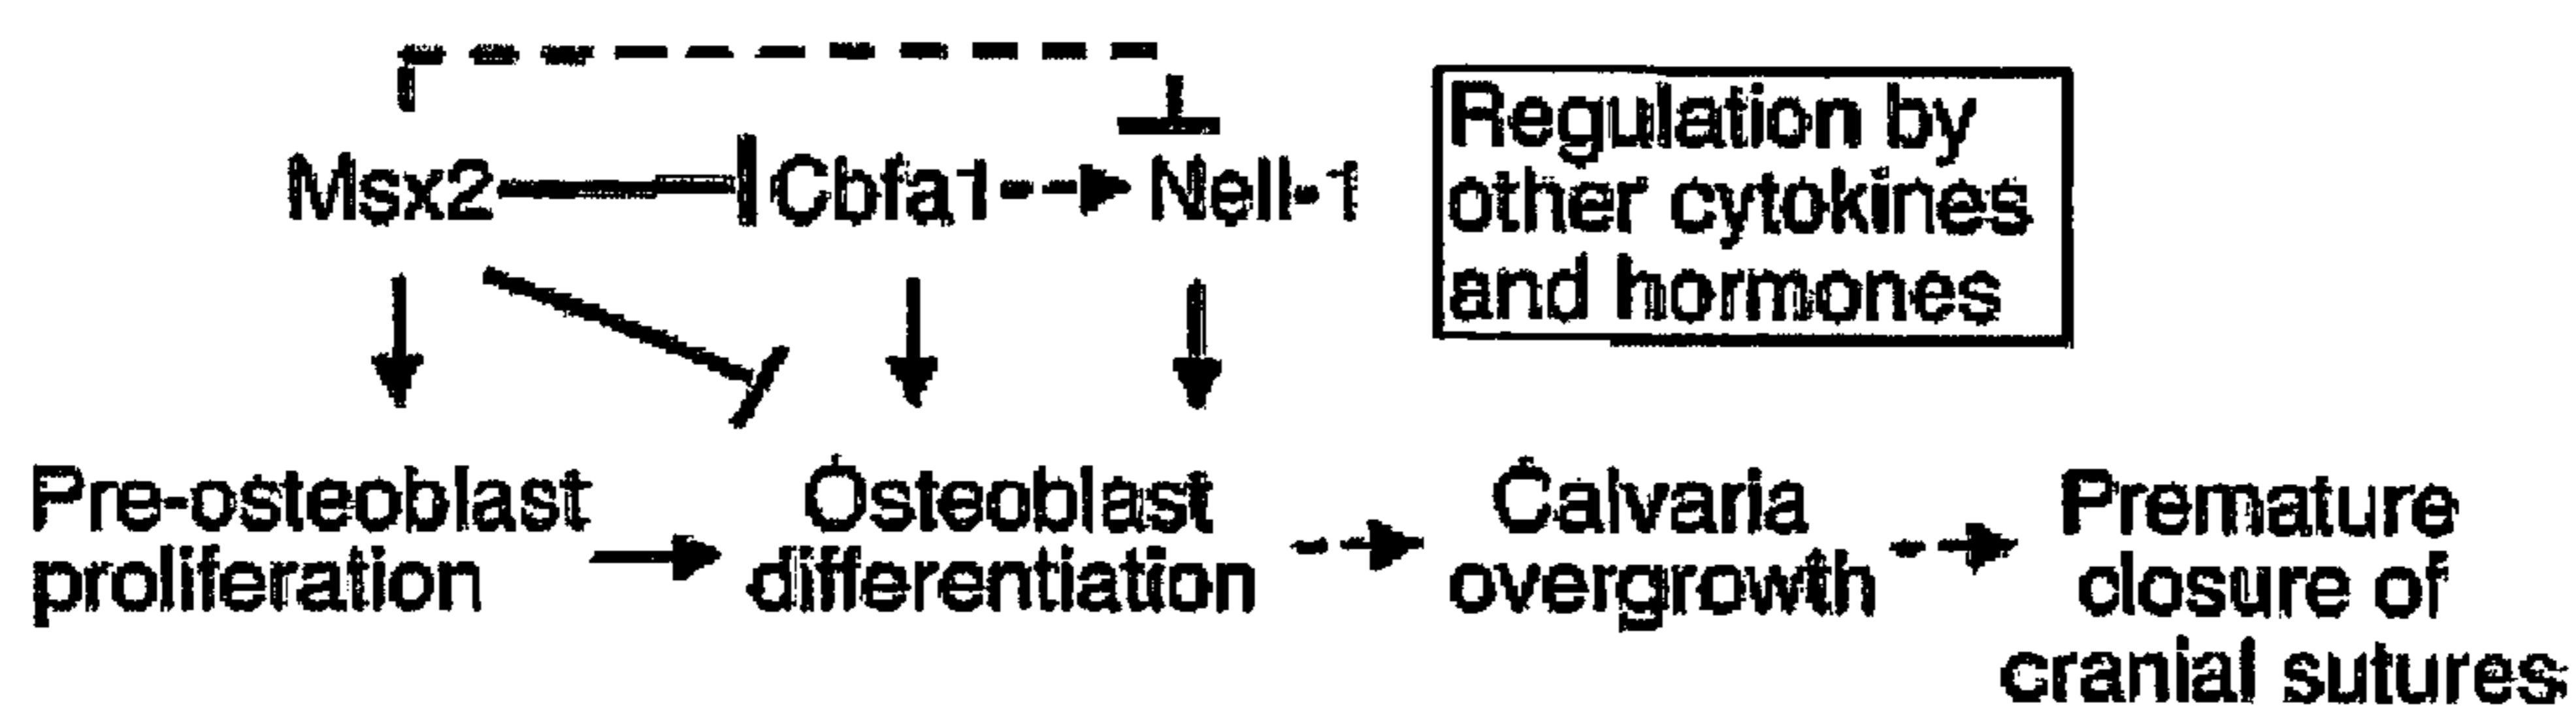 Msx2 Cbfa1 Nell-1
Regulation by
other cytokines
and hormones
Pre-osteoblast
proliferation
Osteoblast
differentiation
Calvaria
overgrowth
Premature
closure of
cranial sutures